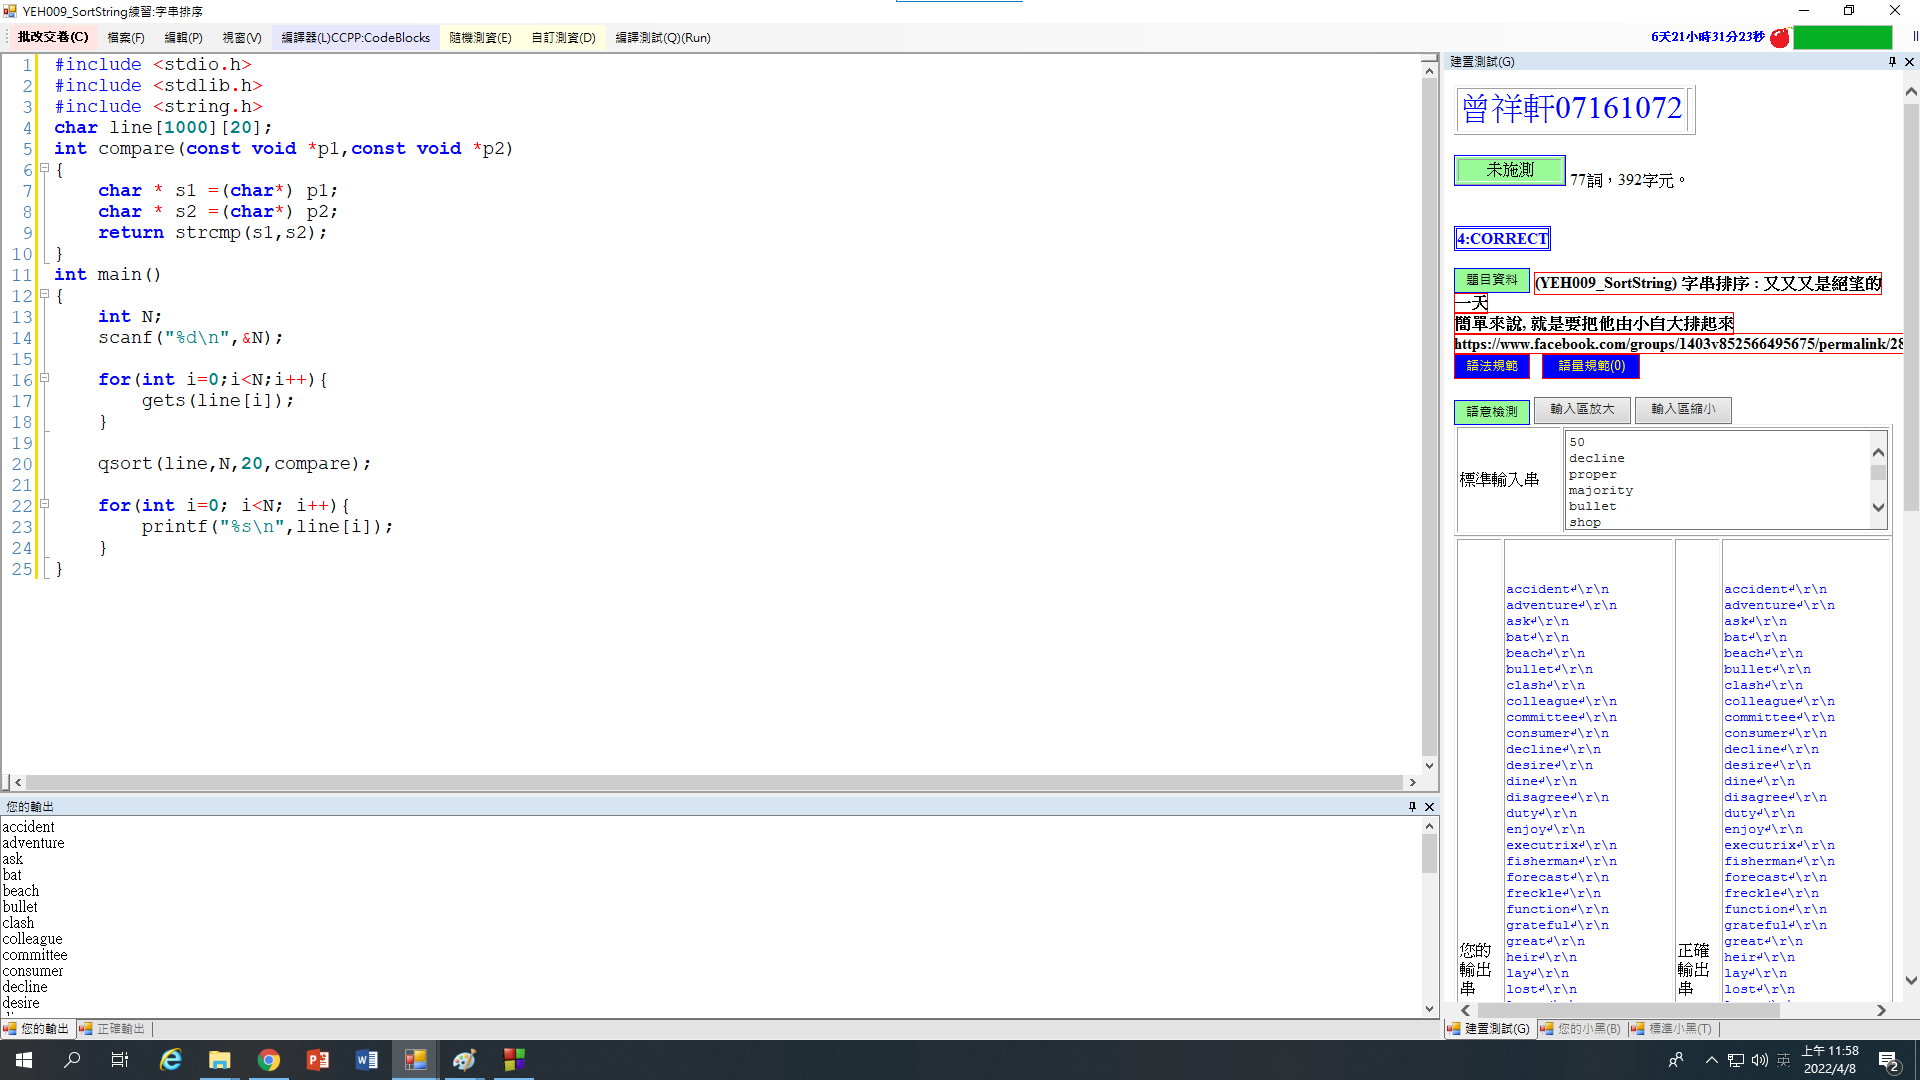 YEH009_SortString練習:字串排序
批改交卷(C) 檔案(F) 編輯(P) 視窗(V) 編譯器(L)CCPP:CodeBlocks 隨機測資(E) 自訂測資(D) 編譯測試(Q)(Run)
6天21小時31分23秒
1 #include <stdio.h>
2 #include <stdlib.h>
3 #include <string.h>
4 char line[1000][20];
5 int compare(const void *p1,const void *p2)
6 {
7 char * s1 =(char*) p1;
8 char * s2 =(char*) p2;
9 return strcmp(s1,s2);
10 }
11 int main()
12 {
13 int N;
14 scanf("%d\n",&N);
15
16 for(int i=0;i<N;i++){
17 gets(line[i]);
18 }
19
20 qsort(line,N,20,compare);
21
22 for(int i=0; i<N; i++){
23 printf("%s\n",line[i]);
24 }
25 }
您的輸出
accident
adventure
ask
bat
beach
bullet
clash
colleague
committee
consumer
decline
desire
您的輸出 正確輸出
建置測試(G)
曾祥軒07161072
未施測 77詞，392字元。
4:CORRECT
題目資料 (YEH009_SortString) 字串排序 : 又又又是絕望的
一天
簡單來說, 就是要把他由小自大排起來
https://www.facebook.com/groups/1403v852566495675/permalink/28
語法規範 語量規範(0)
語意檢測 輸入區放大 輸入區縮小
標準輸入串
50
decline
proper
majority
bullet
shop
您的輸出串
accident↲\r\n
adventure↲\r\n
ask↲\r\n
bat↲\r\n
beach↲\r\n
bullet↲\r\n
clash↲\r\n
colleague↲\r\n
committee↲\r\n
consumer↲\r\n
decline↲\r\n
desire↲\r\n
dine↲\r\n
disagree↲\r\n
duty↲\r\n
enjoy↲\r\n
executrix↲\r\n
fisherman↲\r\n
forecast↲\r\n
freckle↲\r\n
function↲\r\n
grateful↲\r\n
great↲\r\n
heir↲\r\n
lay↲\r\n
lost↲\r\n
正確輸出串
accident↲\r\n
adventure↲\r\n
ask↲\r\n
bat↲\r\n
beach↲\r\n
bullet↲\r\n
clash↲\r\n
colleague↲\r\n
committee↲\r\n
consumer↲\r\n
decline↲\r\n
desire↲\r\n
dine↲\r\n
disagree↲\r\n
duty↲\r\n
enjoy↲\r\n
executrix↲\r\n
fisherman↲\r\n
forecast↲\r\n
freckle↲\r\n
function↲\r\n
grateful↲\r\n
great↲\r\n
heir↲\r\n
lay↲\r\n
lost↲\r\n
建置測試(G) 您的小黑(B) 標準小黑(T)
英
上午 11:58
2022/4/8
2